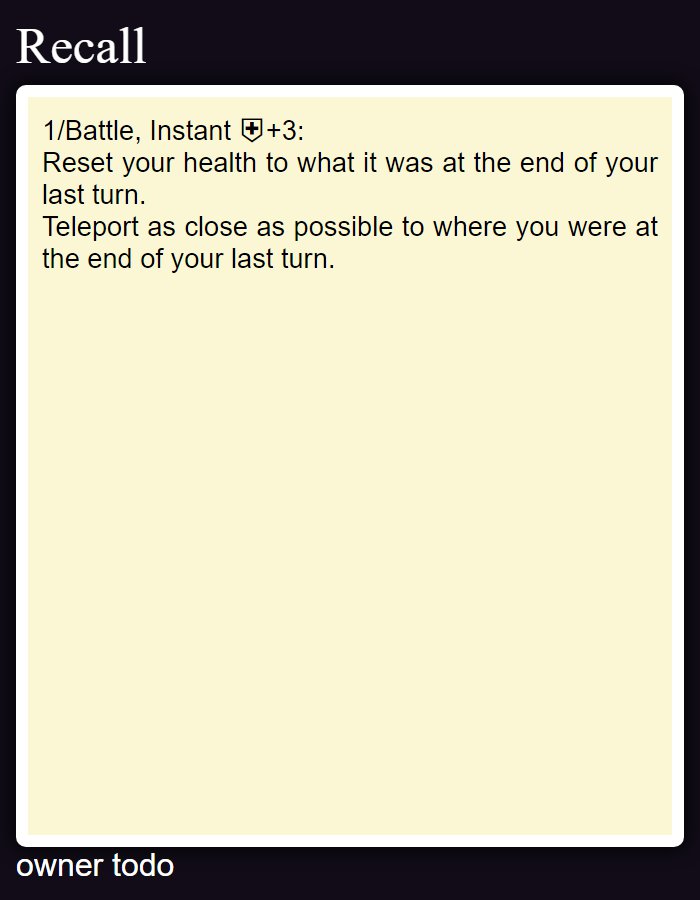 Recall
1/Battle, Instant ⛨+3:
Reset your health to what it was at the end of your
last turn.
Teleport as close as possible to where you were at
the end of your last turn.
owner todo